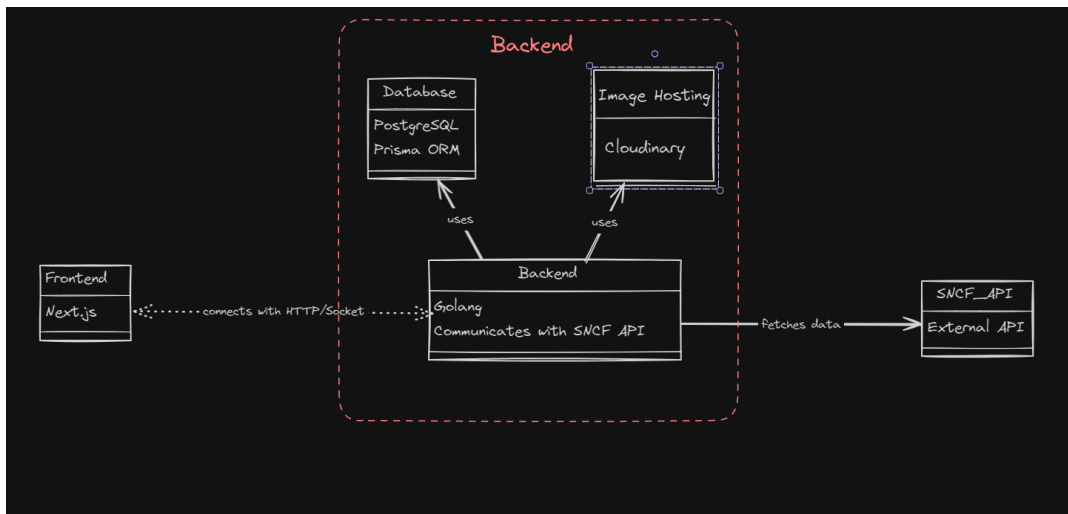 Backend
Database
PostgreSQL
Prisma ORM
Image Hosting
Cloudinary
uses
uses
Frontend
Next.js
connects with HTTP/Socket
Backend
Golang
Communicates with SNCF API
fetches data
SNCF_API
External API